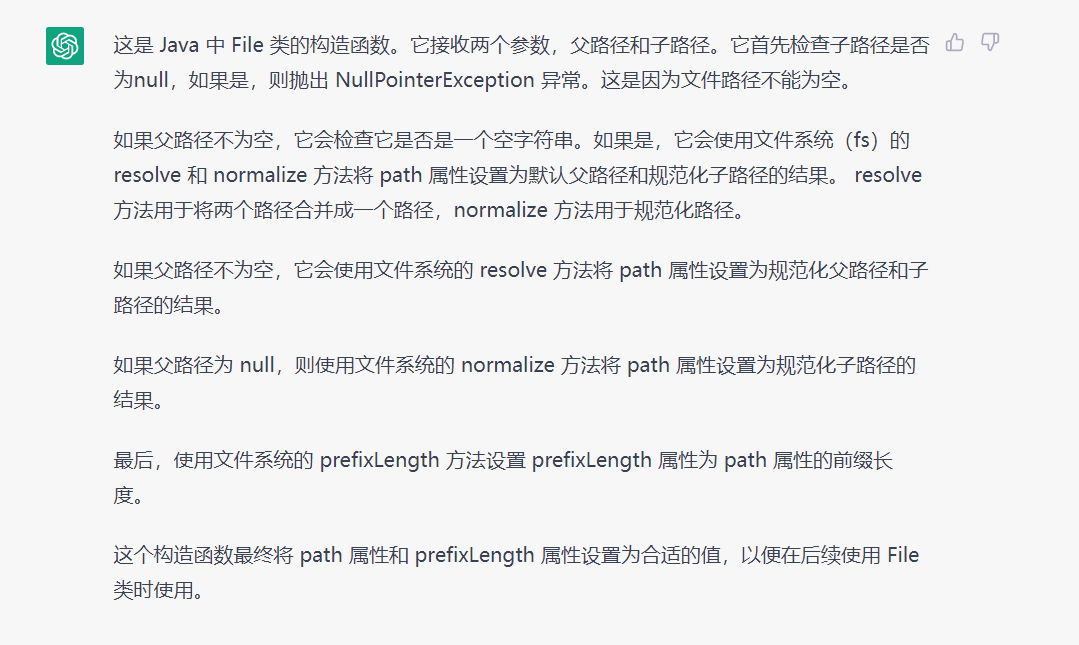 这是 Java 中 File 类的构造函数。它接收两个参数，父路径和子路径。它首先检查子路径是否
为null，如果是，则抛出 NullPointerException 异常。这是因为文件路径不能为空。
如果父路径不为空，它会检查它是否是一个空字符串。如果是，它会使用文件系统（fs）的
resolve 和 normalize 方法将 path 属性设置为默认父路径和规范化子路径的结果。 resolve
方法用于将两个路径合并成一个路径，normalize 方法用于规范化路径。
如果父路径不为空，它会使用文件系统的 resolve 方法将 path 属性设置为规范化父路径和子
路径的结果。
如果父路径为 null，则使用文件系统的 normalize 方法将 path 属性设置为规范化子路径的
结果。
最后，使用文件系统的 prefixLength 方法设置 prefixLength 属性为 path 属性的前缀长
度。
这个构造函数最终将 path 属性和 prefixLength 属性设置为合适的值，以便在后续使用 File
类时使用。